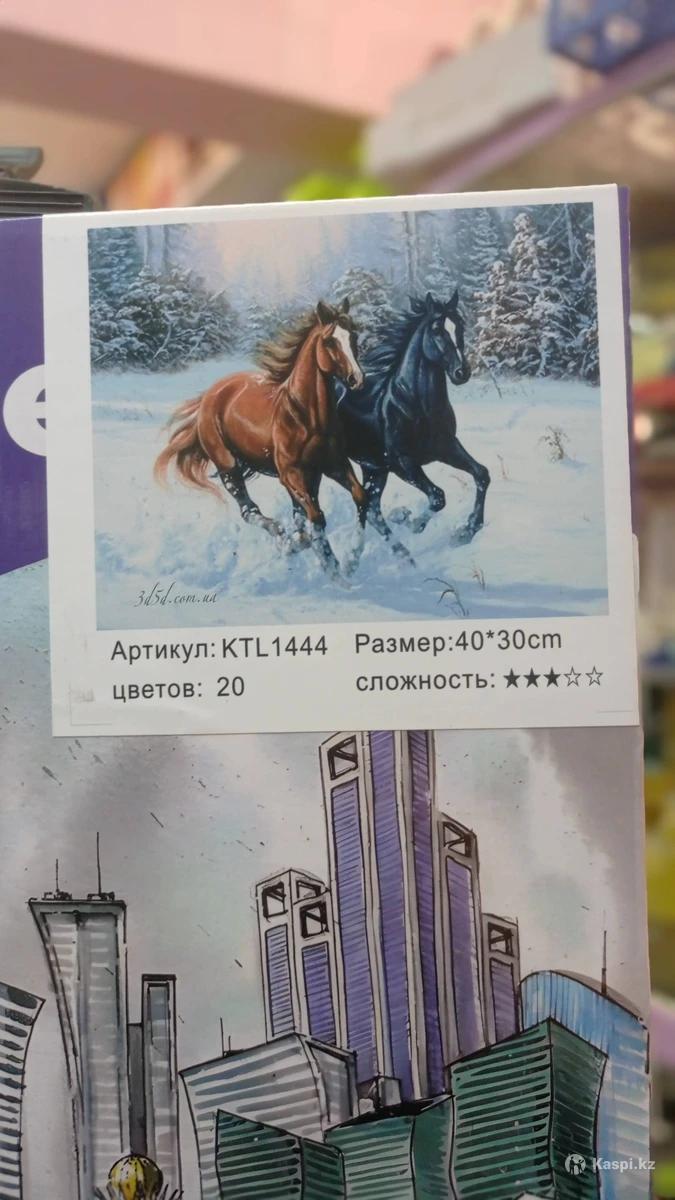 3d5d.com.ua
Артикул: KTL1444 Размер:40*30cm
цветов: 20 сложность: ★★★☆☆
Kaspi.kz